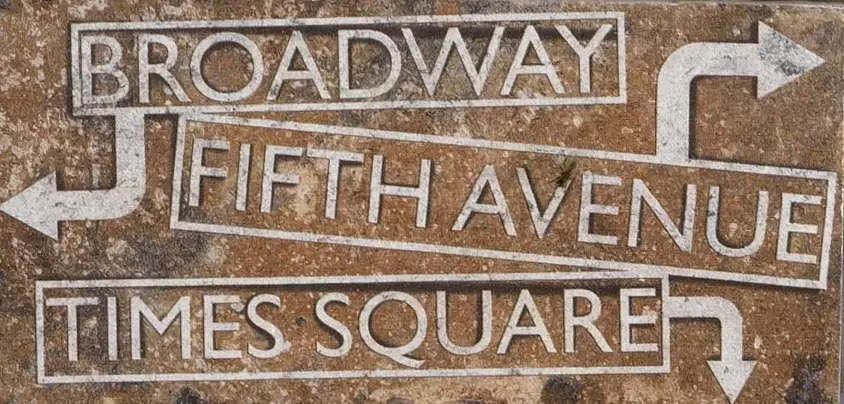 BROADWAY
FIFTH AVENUE
TIMES SQUARE